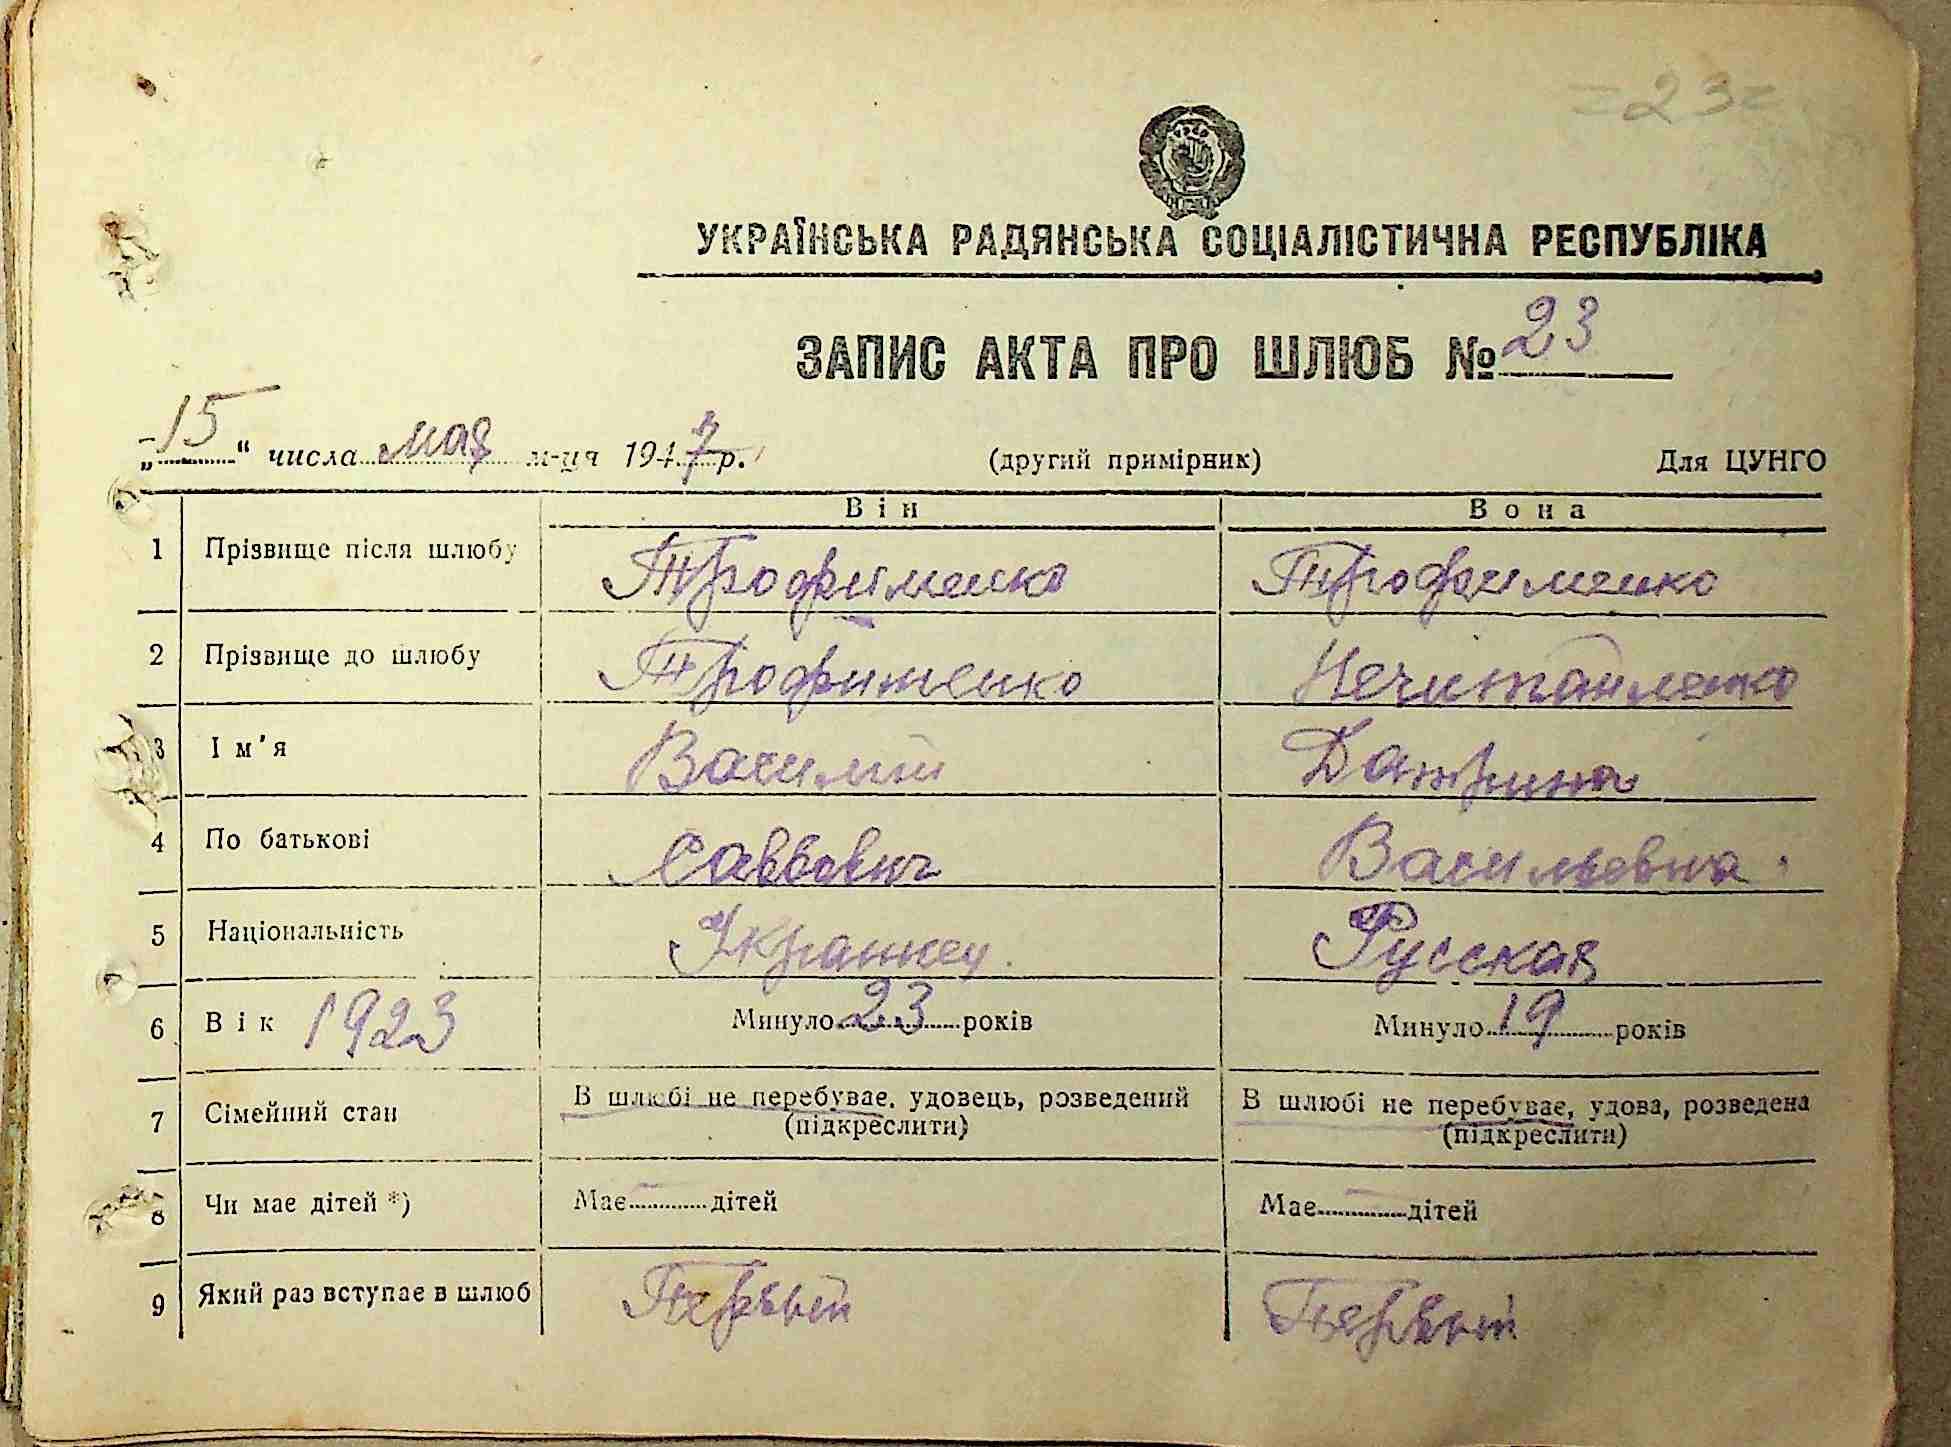 =23=
УКРАЇНСЬКА РАДЯНСЬКА СОЦІАЛІСТИЧНА РЕСПУБЛІКА
ЗАПИС АКТА ПРО ШЛЮБ № 23
„15“ числа мая м-ця 1947 р. (другий примірник) Для ЦУНГО
Він Вона
1 Прізвище після шлюбу Трофименко Трофименко
2 Прізвище до шлюбу Трофименко Нечитайленко
3 Ім'я Василий Датрина
4 По батькові Саввович Васильевна
5 Національність Украинец Русская
6 Вік 1923 Минуло 23 років Минуло 19 років
7 Сімейний стан В шлюбі не перебуває, удовець, розведений В шлюбі не перебуває, удова, розведена
(підкреслити) (підкреслити)
8 Чи має дітей *) Має — дітей Має — дітей
9 Який раз вступає в шлюб Первый Первый